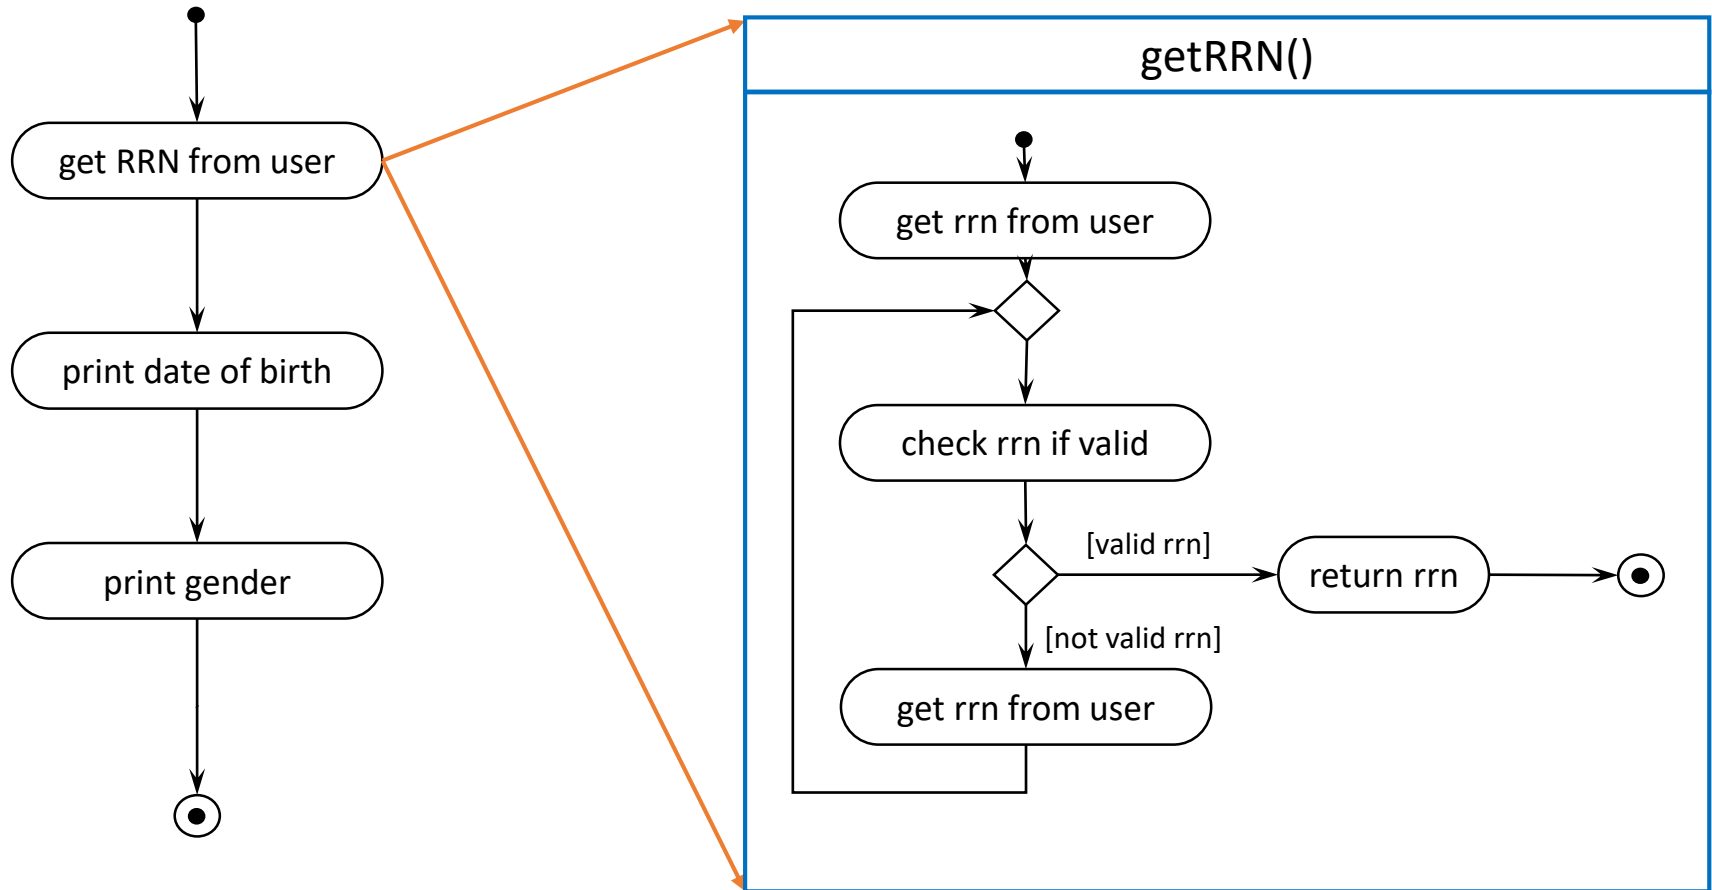 get RRN from user
print date of birth
print gender
getRRN()
get rrn from user
check rrn if valid
[valid rrn]
return rrn
[not valid rrn]
get rrn from user